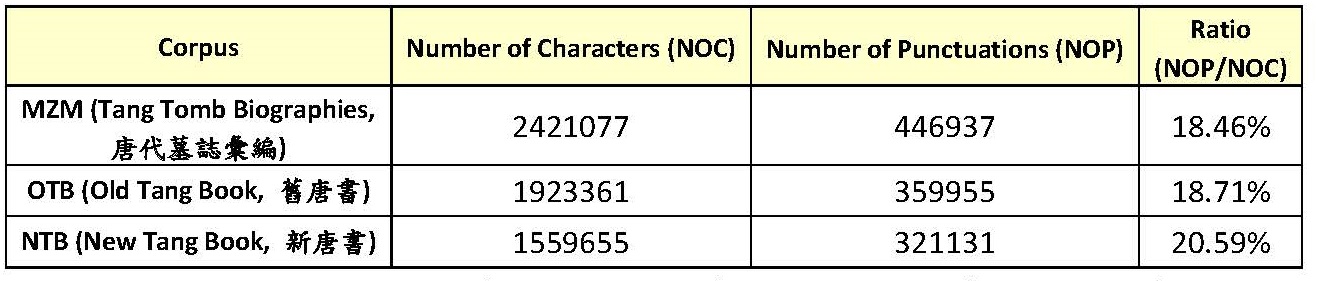 Corpus Number of Characters (NOC) Number of Punctuations (NOP) Ratio (NOP/NOC)
MZM (Tang Tomb Biographies, 唐代墓誌彙編) 2421077 446937 18.46%
OTB (Old Tang Book, 舊唐書) 1923361 359955 18.71%
NTB (New Tang Book, 新唐書) 1559655 321131 20.59%